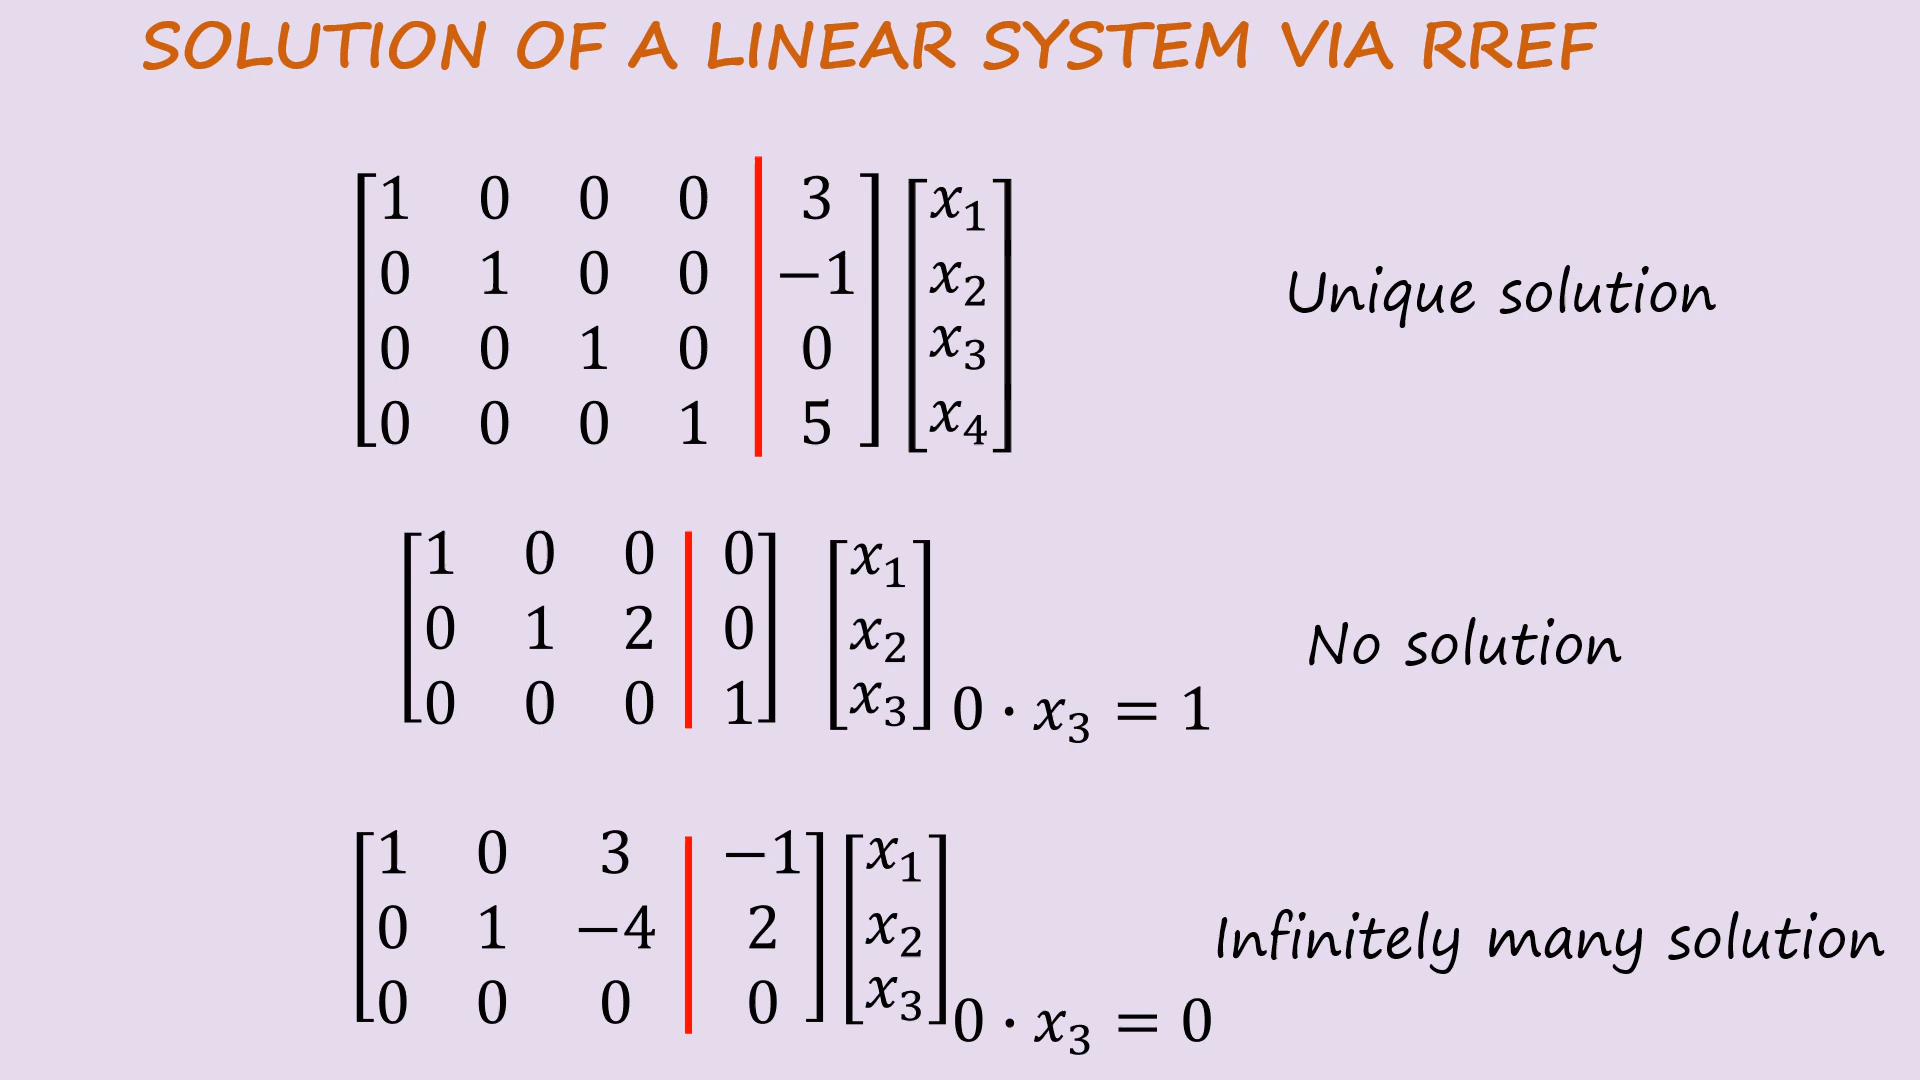 SOLUTION OF A LINEAR SYSTEM VIA RREF
1 0 0 0 3 x₁
0 1 0 0 −1 x₂
0 0 1 0 0 x₃
0 0 0 1 5 x₄
Unique solution
1 0 0 0 x₁
0 1 2 0 x₂
0 0 0 1 x₃
0 · x₃ = 1
No solution
1 0 3 −1 x₁
0 1 −4 2 x₂
0 0 0 0 x₃
0 · x₃ = 0
Infinitely many solution